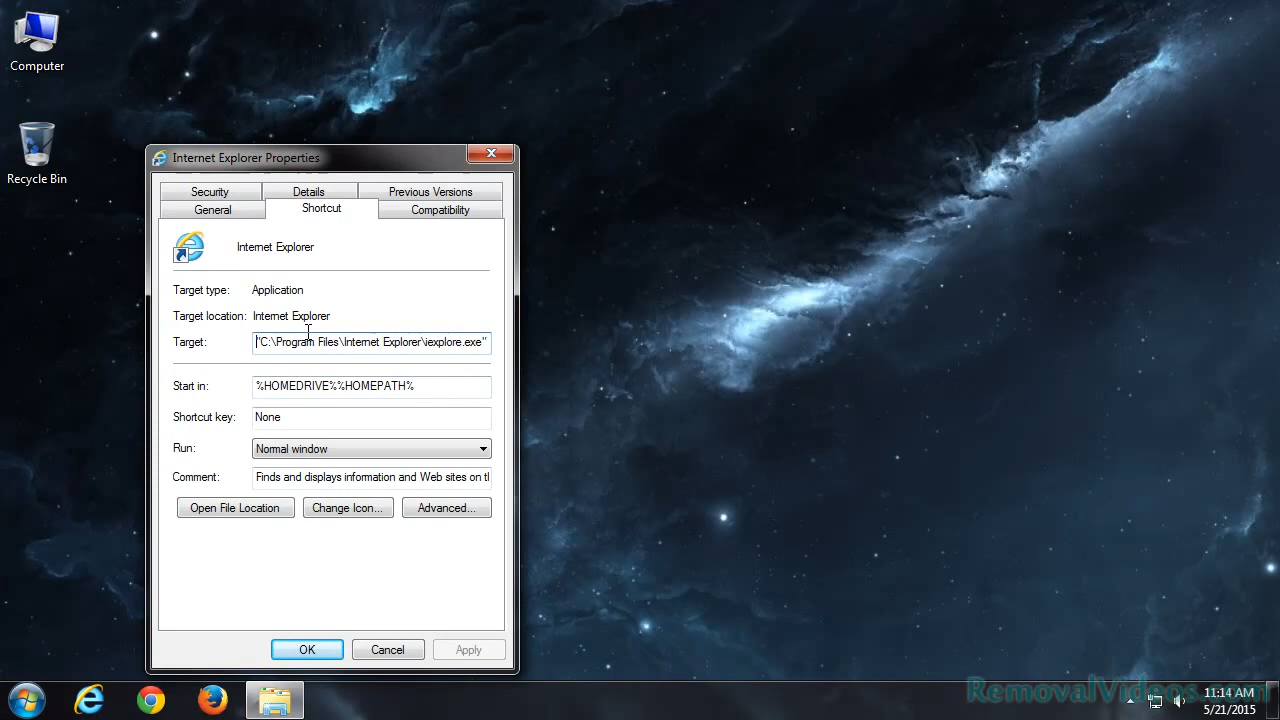 Computer
Recycle Bin
Internet Explorer Properties
Security Details Previous Versions
General Shortcut Compatibility
Internet Explorer
Target type: Application
Target location: Internet Explorer
Target: "C:\Program Files\Internet Explorer\iexplore.exe"
Start in: %HOMEDRIVE%%HOMEPATH%
Shortcut key: None
Run: Normal window
Comment: Finds and displays information and Web sites on
Open File Location Change Icon... Advanced...
OK Cancel Apply
RemovalVideos.com
11:14 AM
5/21/2015